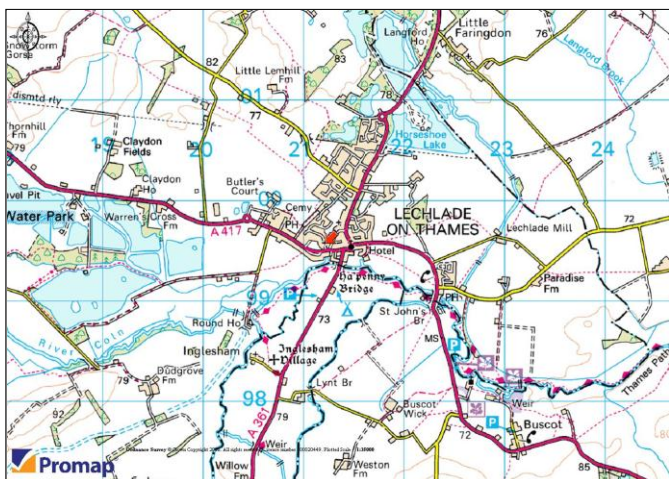 Snowstorm
Gorse
82
Little Lemhill
Fm
83
Langford
Ho
Little
Faringdon
76
Langford Brook
dismtd rly
01
77
78
Thornhill
Fm
79
19
Claydon
Fields
20
21
22
Horseshoe
Lake
23
24
Butler's
Court
00
Claydon
Ho
Cemy
PH
LECHLADE
ON THAMES
Lechlade Mill
72
Water Park
Warren's Cross
Fm
A 417
Hotel
Paradise
Fm
Ha'penny
Bridge
99
P
PH
Round Ho
73
St John's
Br
River Coln
Inglesham
Inglesham
Village
MS
P
Thames Path
Dudgrove
Fm
79
98
Lynt Br
Weir
92
79
Buscot
Wick
P
72
Buscot
A 361
Weir
Willow
Fm
Weston
Fm
85
Promap